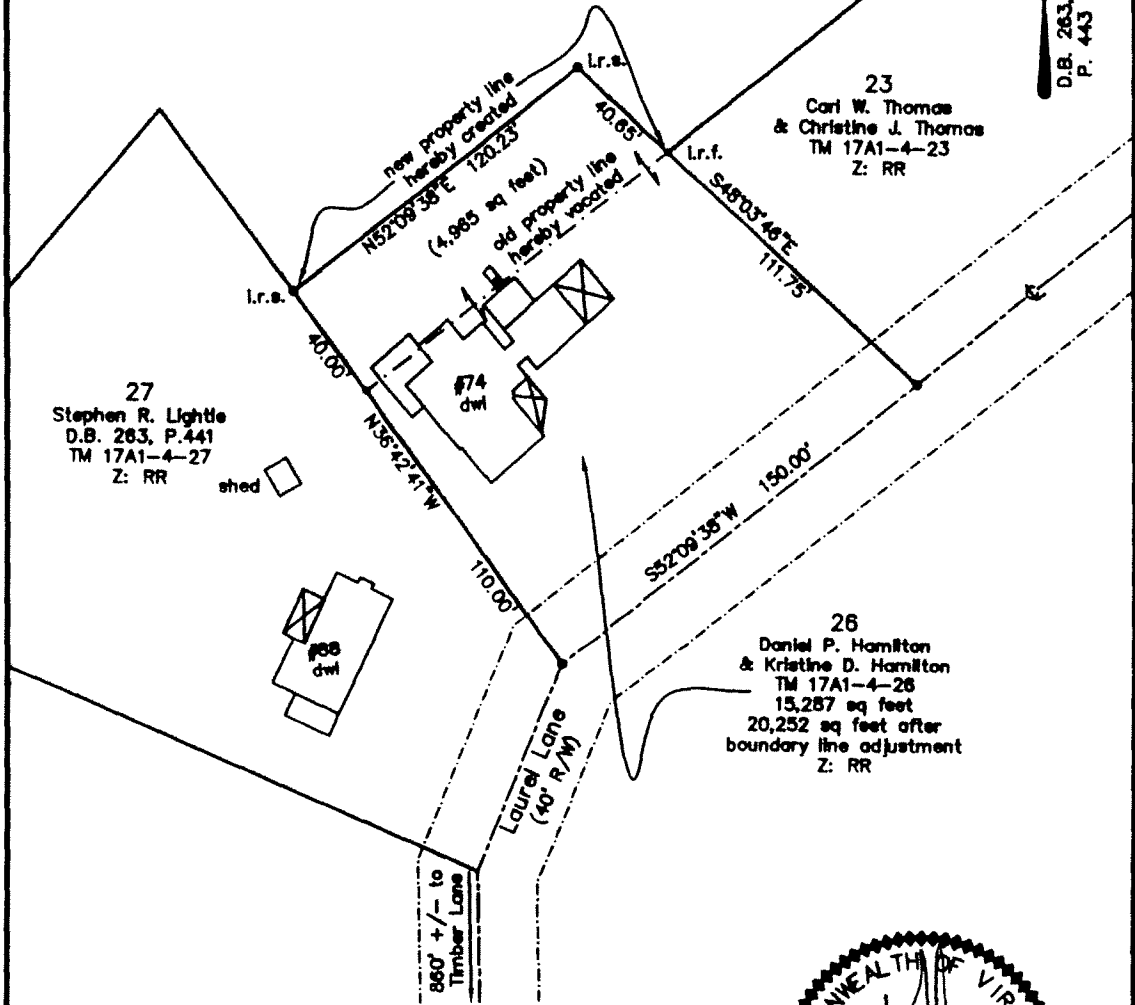 D.B. 263,
P. 443
i.r.s.
23
Carl W. Thomas
& Christine J. Thomas
TM 17A1-4-23
Z: RR
new property line
hereby created
40.65'
i.r.f.
N52°09'38"E 120.23'
(4,965 sq feet)
old property line
hereby vacated
S48°03'46"E
111.75'
i.r.s.
40.00'
27
Stephen R. Lightle
D.B. 263, P.441
TM 17A1-4-27
Z: RR
#74
dwl
N36°42'41"W
shed
S52°09'38"W 150.00'
110.00'
26
Daniel P. Hamilton
& Kristine D. Hamilton
TM 17A1-4-26
15,287 sq feet
20,252 sq feet after
boundary line adjustment
Z: RR
dwl
Laurel Lane
(40' R/W)
860' +/- to
Timber Lane
NWEALTH OF VIR